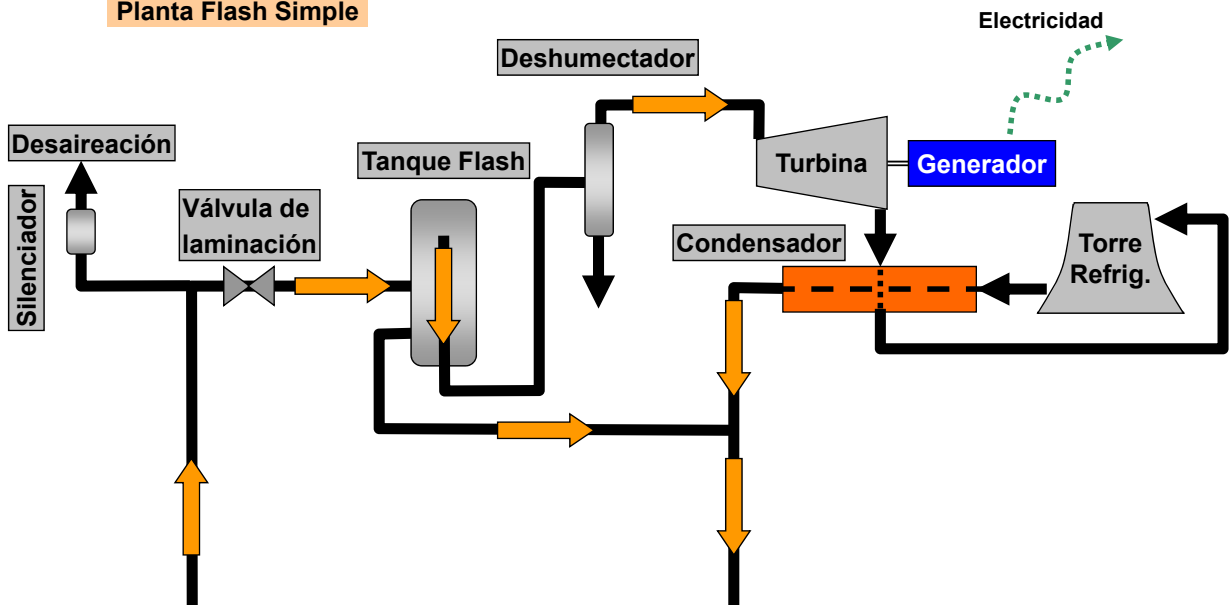 Planta Flash Simple
Electricidad
Deshumectador
Desaireación
Tanque Flash
Turbina
Generador
Silenciador
Válvula de
laminación
Condensador
Torre
Refrig.